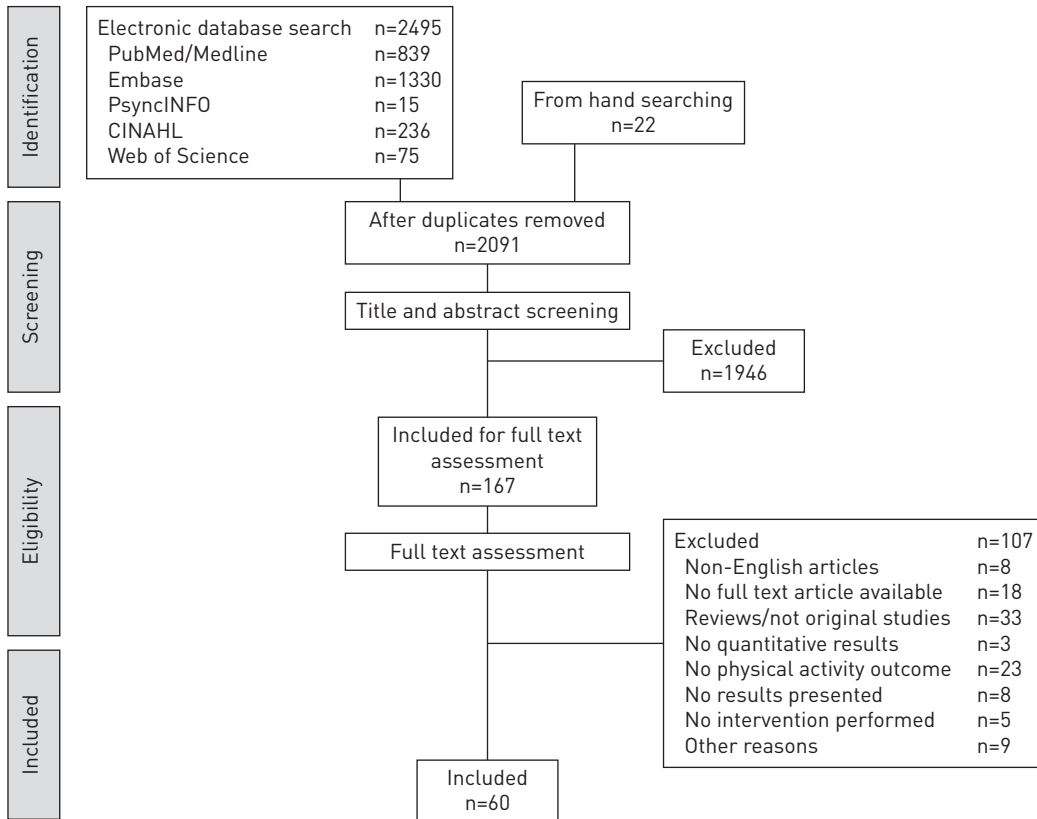 Identification
Electronic database search n=2495
PubMed/Medline n=839
Embase n=1330
PsyncINFO n=15
CINAHL n=236
Web of Science n=75
From hand searching
n=22
Screening
After duplicates removed
n=2091
Title and abstract screening
Excluded
n=1946
Eligibility
Included for full text
assessment
n=167
Full text assessment
Excluded n=107
Non-English articles n=8
No full text article available n=18
Reviews/not original studies n=33
No quantitative results n=3
No physical activity outcome n=23
No results presented n=8
No intervention performed n=5
Other reasons n=9
Included
Included
n=60